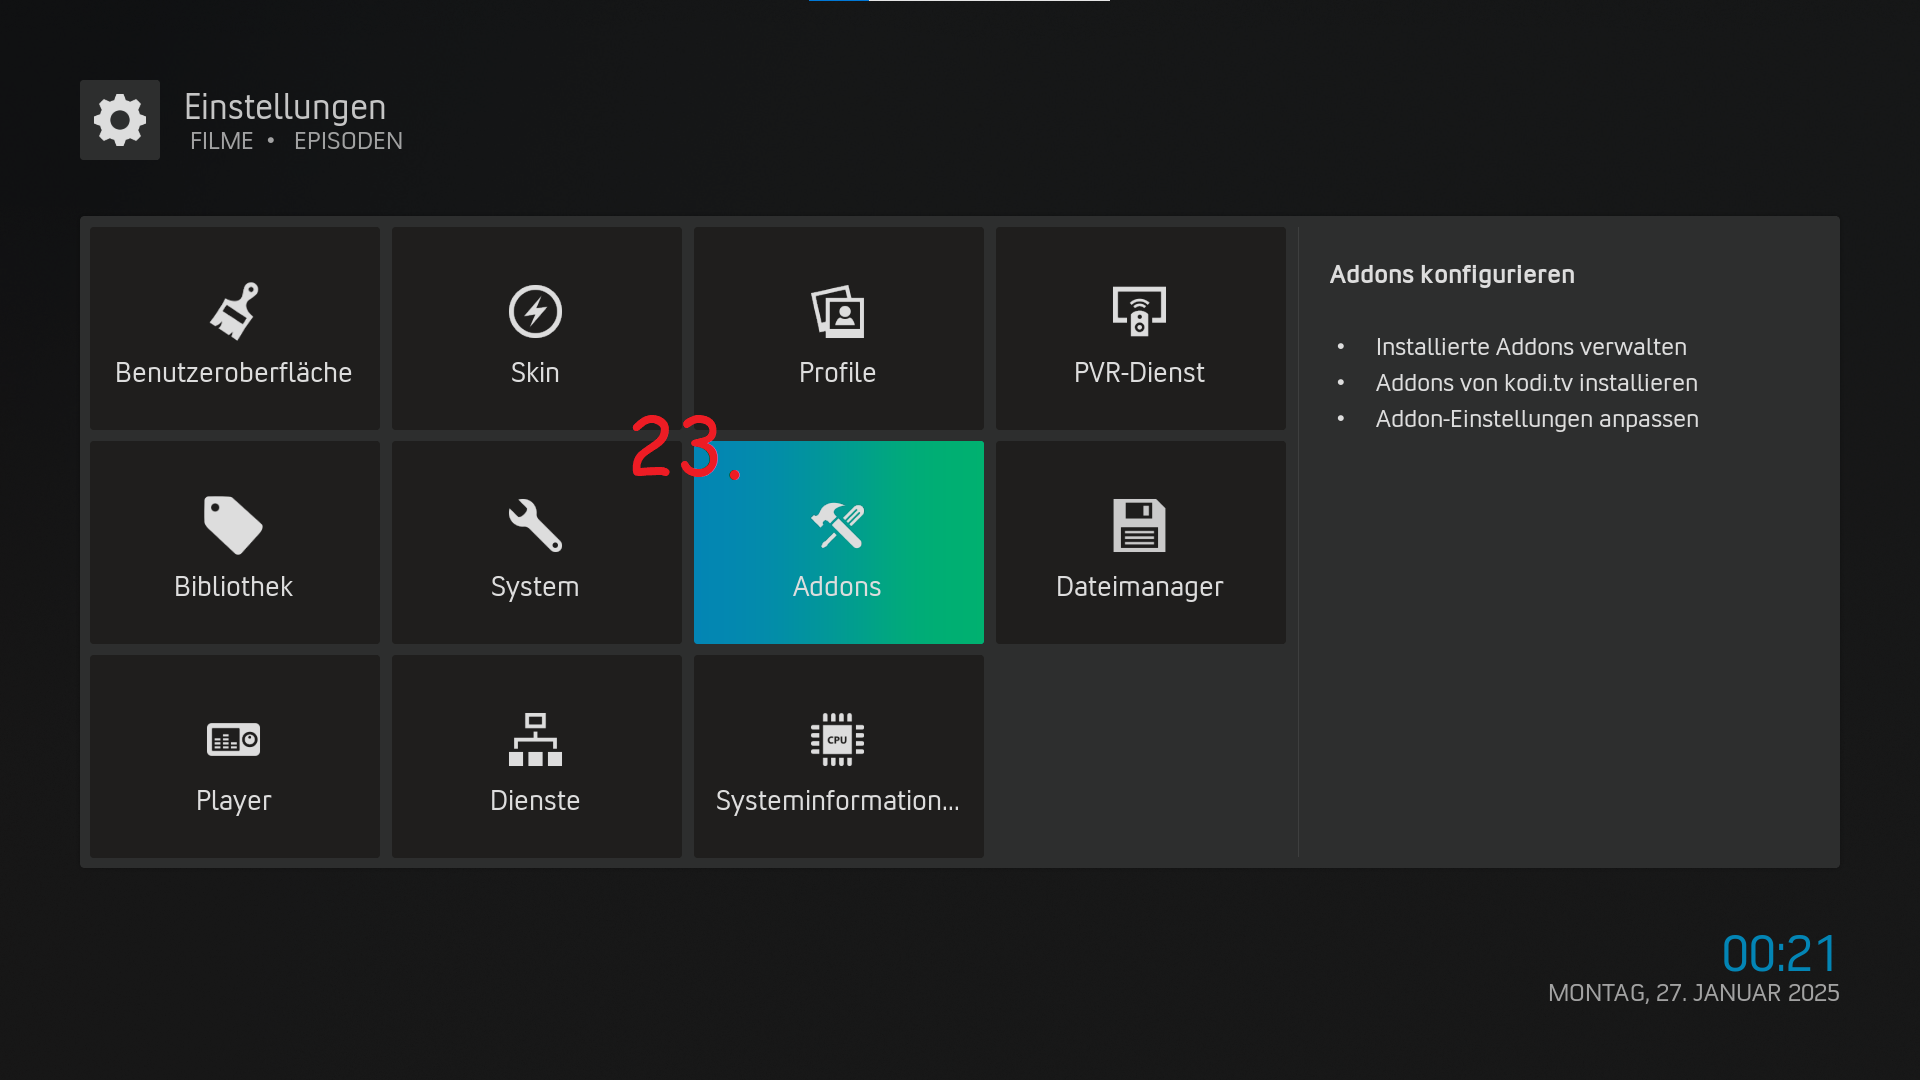 Einstellungen
FILME • EPISODEN
Benutzeroberfläche
Skin
Profile
PVR-Dienst
23.
Bibliothek
System
Addons
Dateimanager
Player
Dienste
CPU
Systeminformation...
Addons konfigurieren
• Installierte Addons verwalten
• Addons von kodi.tv installieren
• Addon-Einstellungen anpassen
00:21
MONTAG, 27. JANUAR 2025